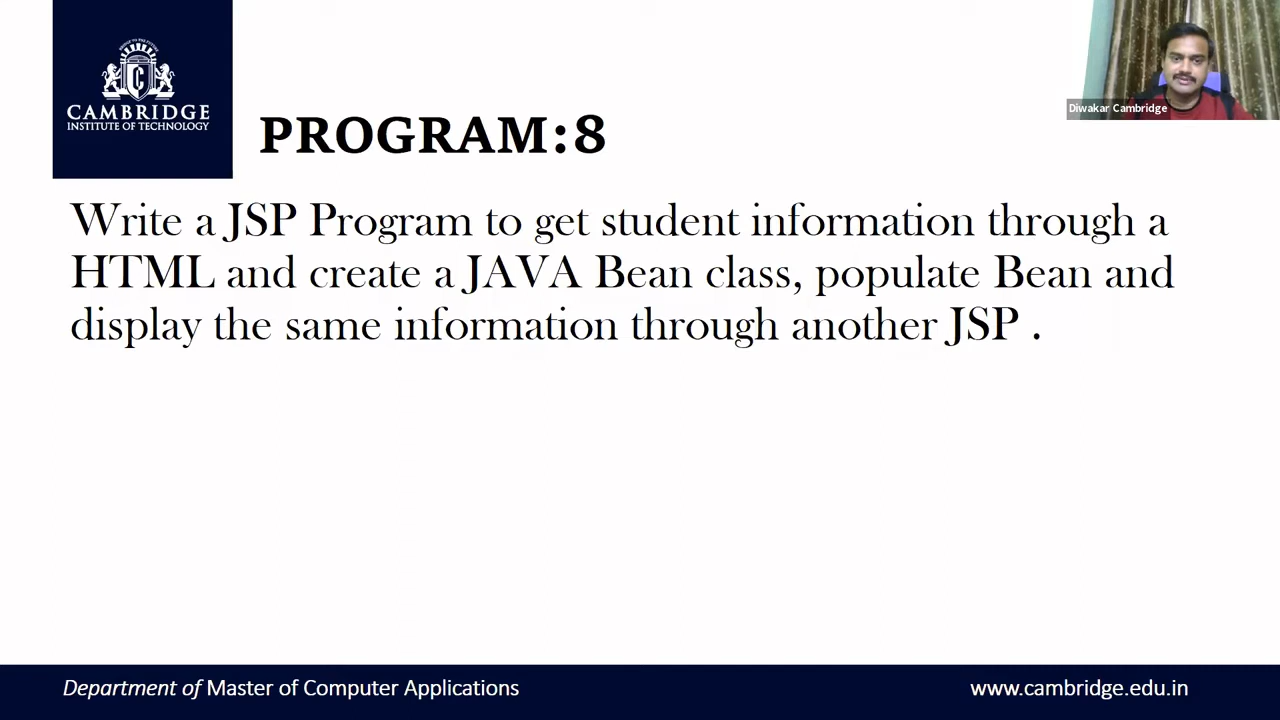 CAMBRIDGE
INSTITUTE OF TECHNOLOGY
PROGRAM:8
Diwakar Cambridge
Write a JSP Program to get student information through a
HTML and create a JAVA Bean class, populate Bean and
display the same information through another JSP .
Department of Master of Computer Applications
www.cambridge.edu.in